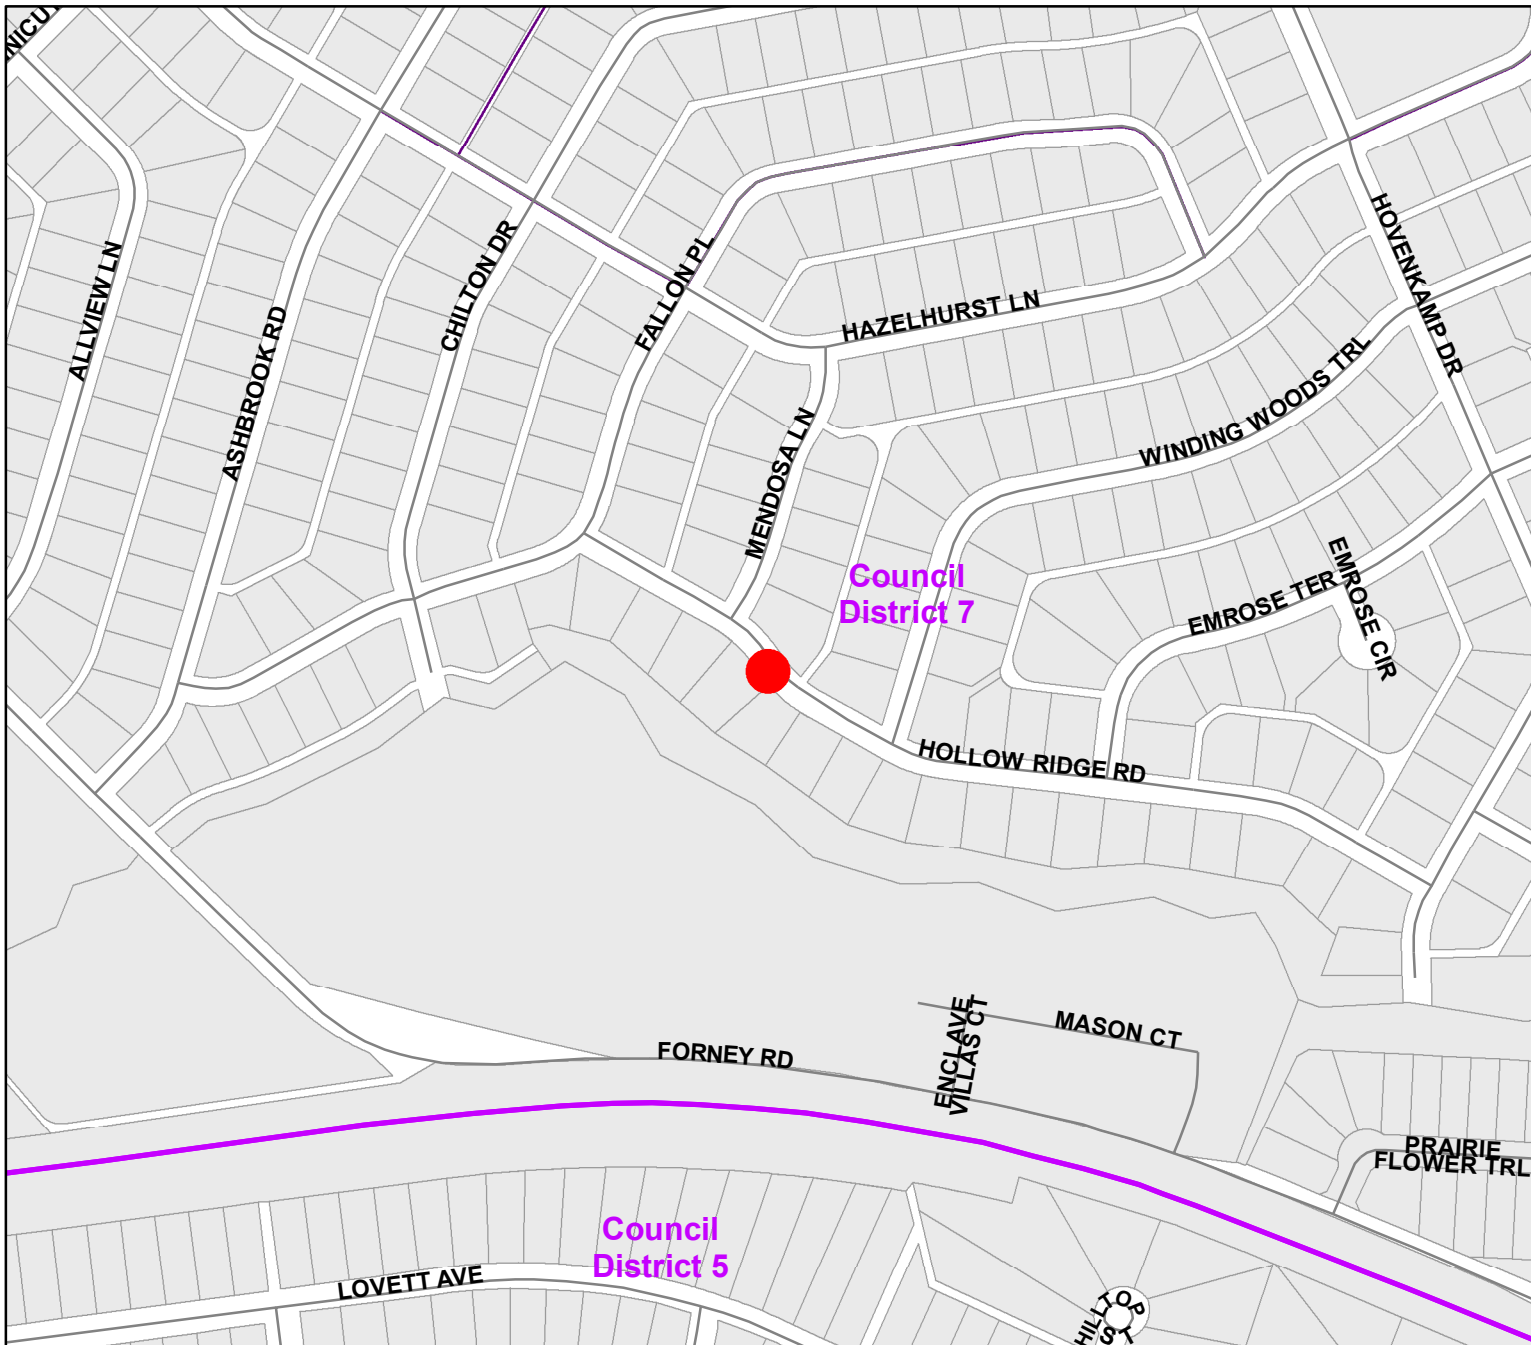 ALLVIEW LN
ASHBROOK RD
CHILTON DR
FALLON PL
HAZELHURST LN
HOVENKAMP DR
MENDOSA LN
WINDING WOODS TRL
Council
District 7
EMROSE TER
EMROSE CIR
HOLLOW RIDGE RD
FORNEY RD
ENCLAVE
VILLAS CT
MASON CT
PRAIRIE
FLOWER TRL
Council
District 5
LOVETT AVE
HILLTOP
ST